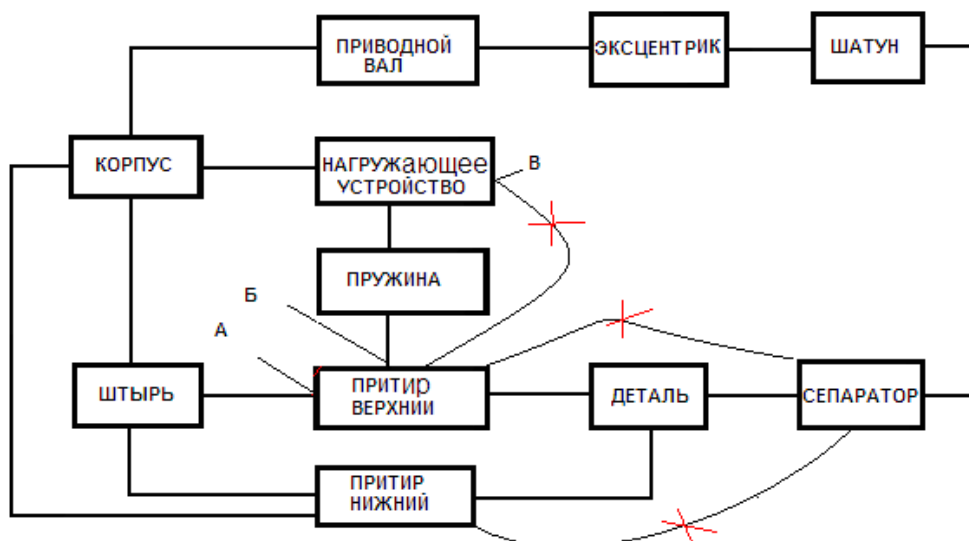 ПРИВОДНОЙ
ВАЛ
ЭКСЦЕНТРИК
ШАТУН
КОРПУС
НАГРУЖающее
УСТРОЙСТВО
В
ПРУЖИНА
Б
А
ШТЫРЬ
ПРИТИр
ВЕРХНИИ
ДЕТАЛЬ
СЕПАРАТОР
ПРИТИР
НИЖНИЙ